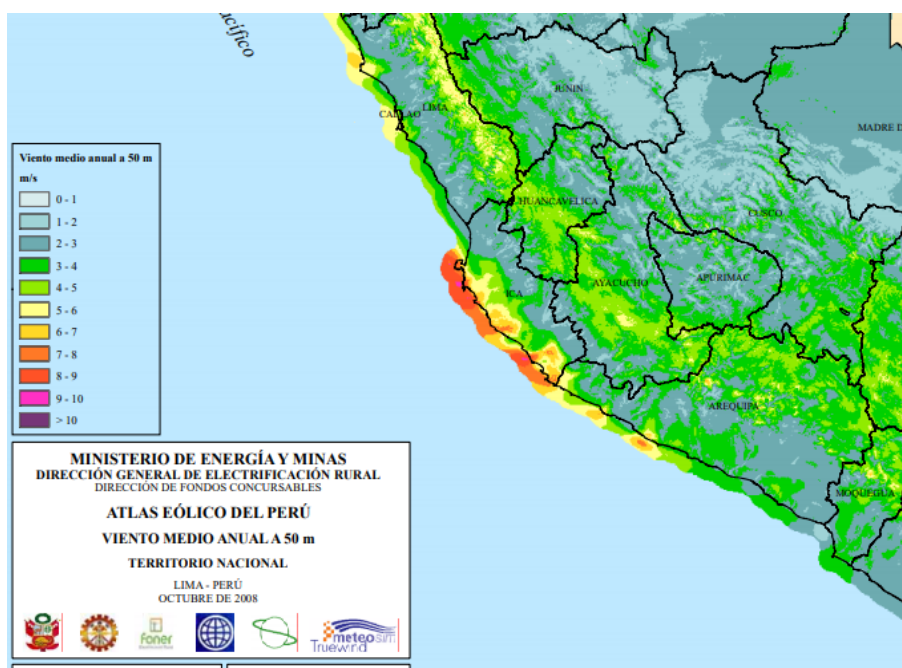 Pacífico
JUNIN
LIMA
CALLAO
MADRE D
Viento medio anual a 50 m
m/s
0 - 1
1 - 2
2 - 3
3 - 4
4 - 5
5 - 6
6 - 7
7 - 8
8 - 9
9 - 10
> 10
HUANCAVELICA
CUSCO
APURIMAC
AYACUCHO
ICA
AREQUIPA
MOQUEGUA
MINISTERIO DE ENERGÍA Y MINAS
DIRECCIÓN GENERAL DE ELECTRIFICACIÓN RURAL
DIRECCIÓN DE FONDOS CONCURSABLES
ATLAS EÓLICO DEL PERÚ
VIENTO MEDIO ANUAL A 50 m
TERRITORIO NACIONAL
LIMA - PERÚ
OCTUBRE DE 2008
foner
meteosim
Truewind